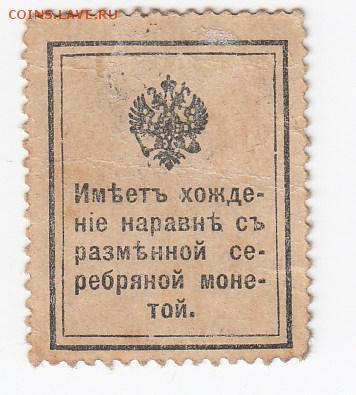 COINS.LAVE.RU
Имѣетъ хожде-
ніе наравнѣ съ
размѣнной се-
ребряной моне-
той.